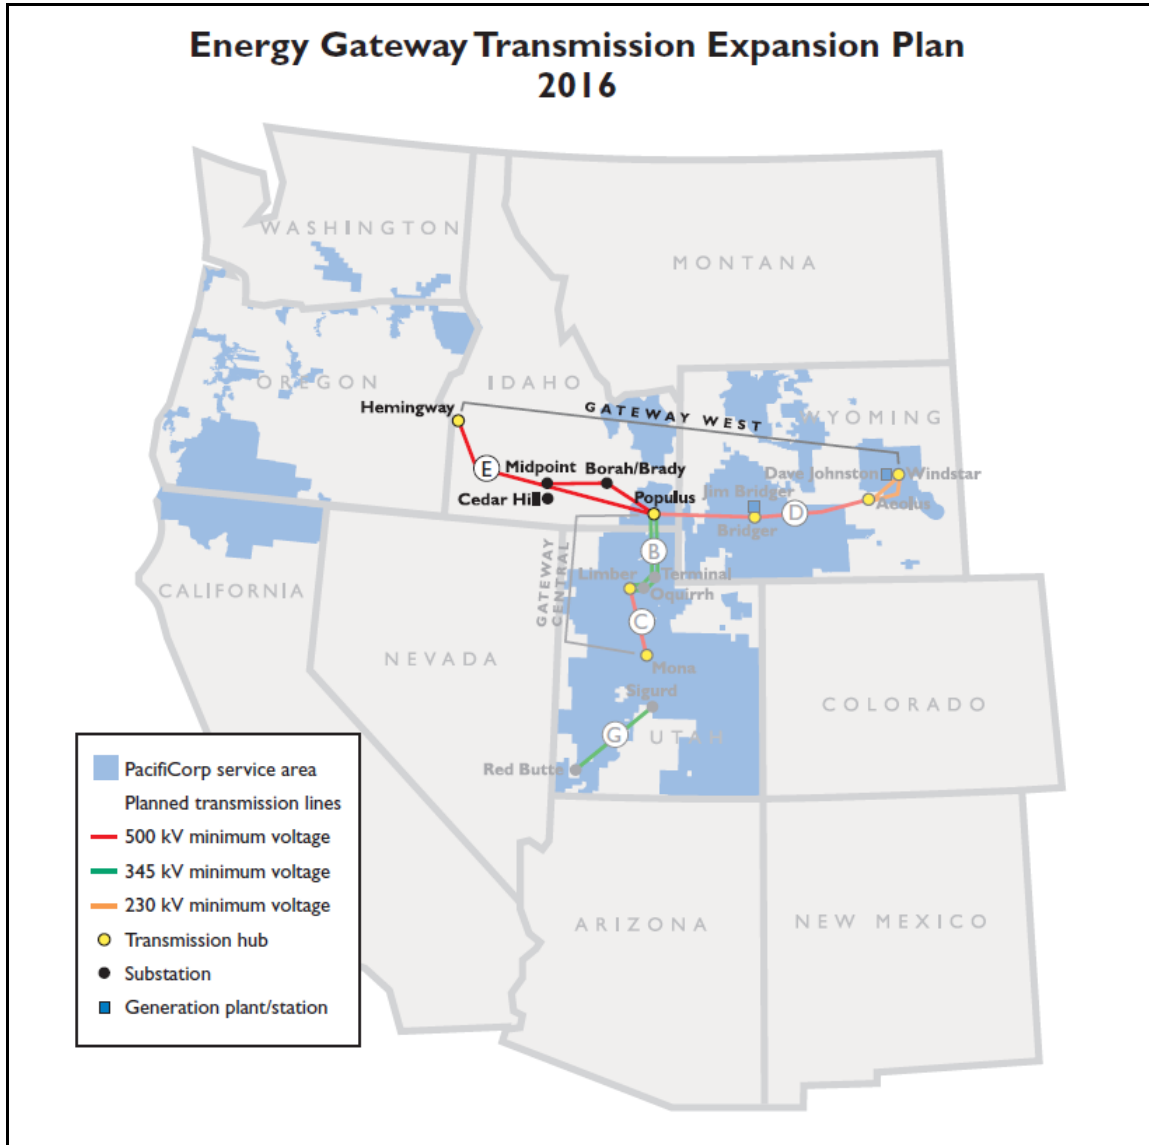 Energy Gateway Transmission Expansion Plan
2016
WASHINGTON
MONTANA
OREGON
IDAHO
Hemingway
GATEWAY WEST
WYOMING
E
Midpoint
Borah/Brady
Dave Johnston
Windstar
Jim Bridger
Cedar Hill
Populus
Aeolus
Bridger
D
GATEWAY
CENTRAL
B
Limber
Terminal
Oquirrh
CALIFORNIA
C
NEVADA
Mona
Sigurd
COLORADO
G
UTAH
Red Butte
PacifiCorp service area
Planned transmission lines
500 kV minimum voltage
345 kV minimum voltage
230 kV minimum voltage
Transmission hub
Substation
Generation plant/station
ARIZONA
NEW MEXICO